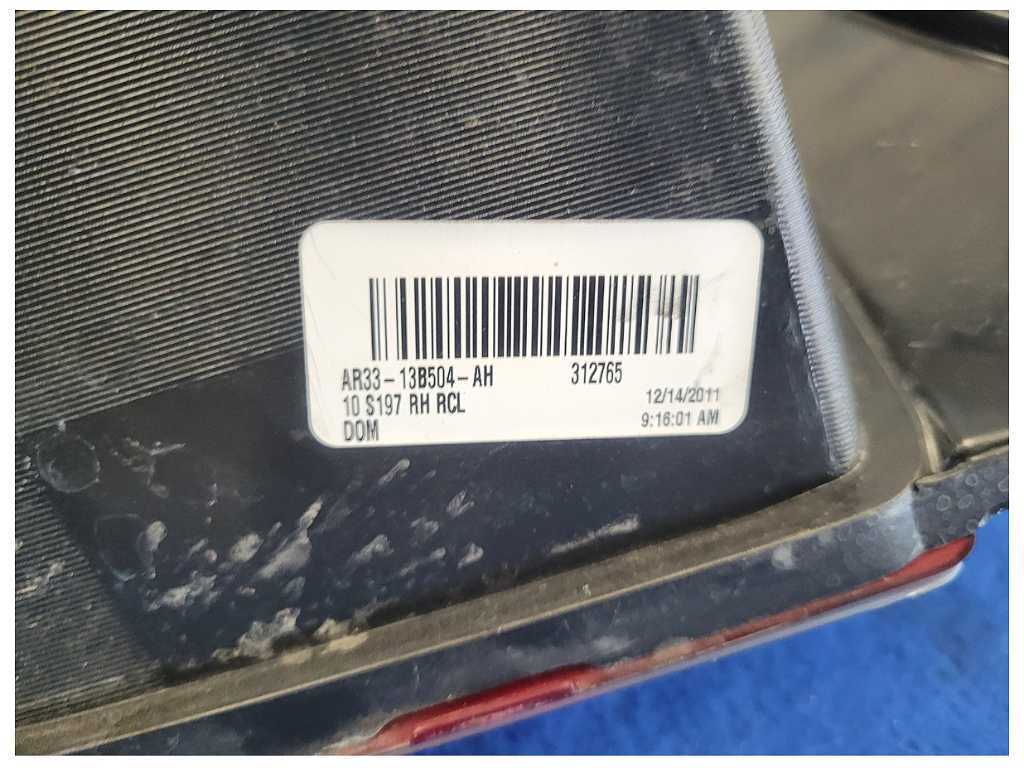 AR33-13B504-AH 312765
10 S197 RH RCL 12/14/2011
DOM 9:16:01 AM